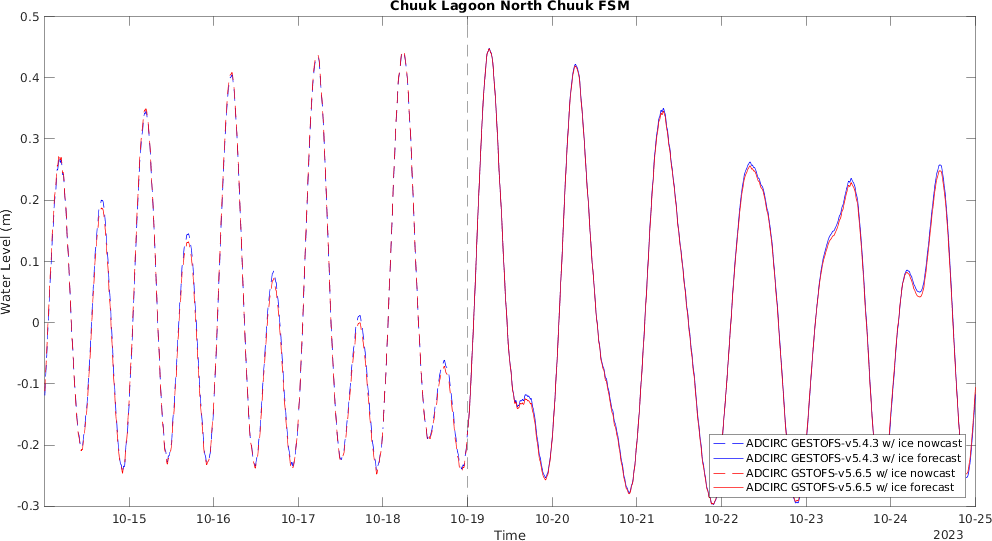 Chuuk Lagoon North Chuuk FSM
0.5
0.4
0.3
0.2
0.1
0
-0.1
-0.2
-0.3
Water Level (m)
ADCIRC GESTOFS-v5.4.3 w/ ice nowcast
ADCIRC GESTOFS-v5.4.3 w/ ice forecast
ADCIRC GSTOFS-v5.6.5 w/ ice nowcast
ADCIRC GSTOFS-v5.6.5 w/ ice forecast
10-15 10-16 10-17 10-18 10-19 10-20 10-21 10-22 10-23 10-24 10-25
Time
2023